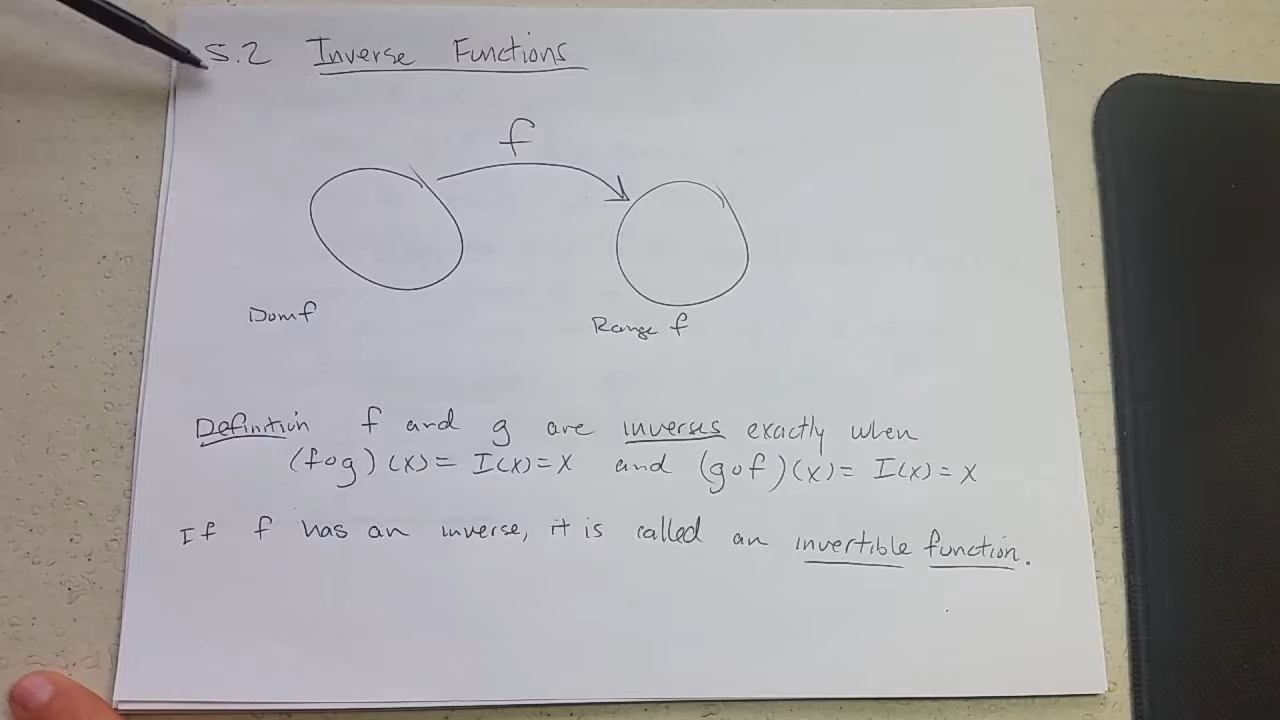 5.2 Inverse Functions
f
Domf
Range f
Definition f and g are inverses exactly when
(f∘g)(x) = I(x) = x and (g∘f)(x) = I(x) = x
If f has an inverse, it is called an invertible function.